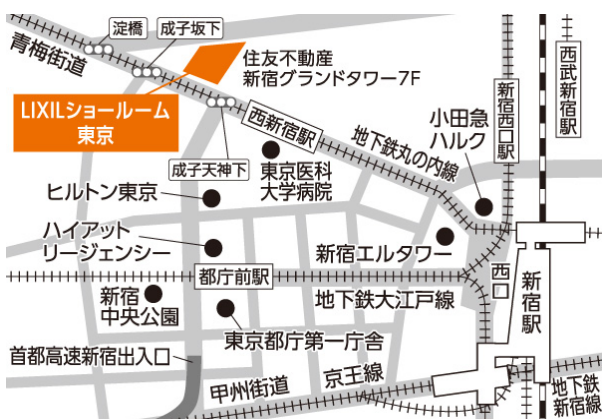 淀橋
成子坂下
青梅街道
住友不動産
新宿グランドタワー7F
LIXILショールーム
東京
西新宿駅
成子天神下
地下鉄丸の内線
小田急
ハルク
新宿西口駅
西武新宿駅
東京医科
大学病院
ヒルトン東京
ハイアット
リージェンシー
新宿エルタワー
都庁前駅
地下鉄大江戸線
西口
新宿駅
新宿
中央公園
東京都庁第一庁舎
首都高速新宿出入口
甲州街道
京王線
地下鉄
新宿線